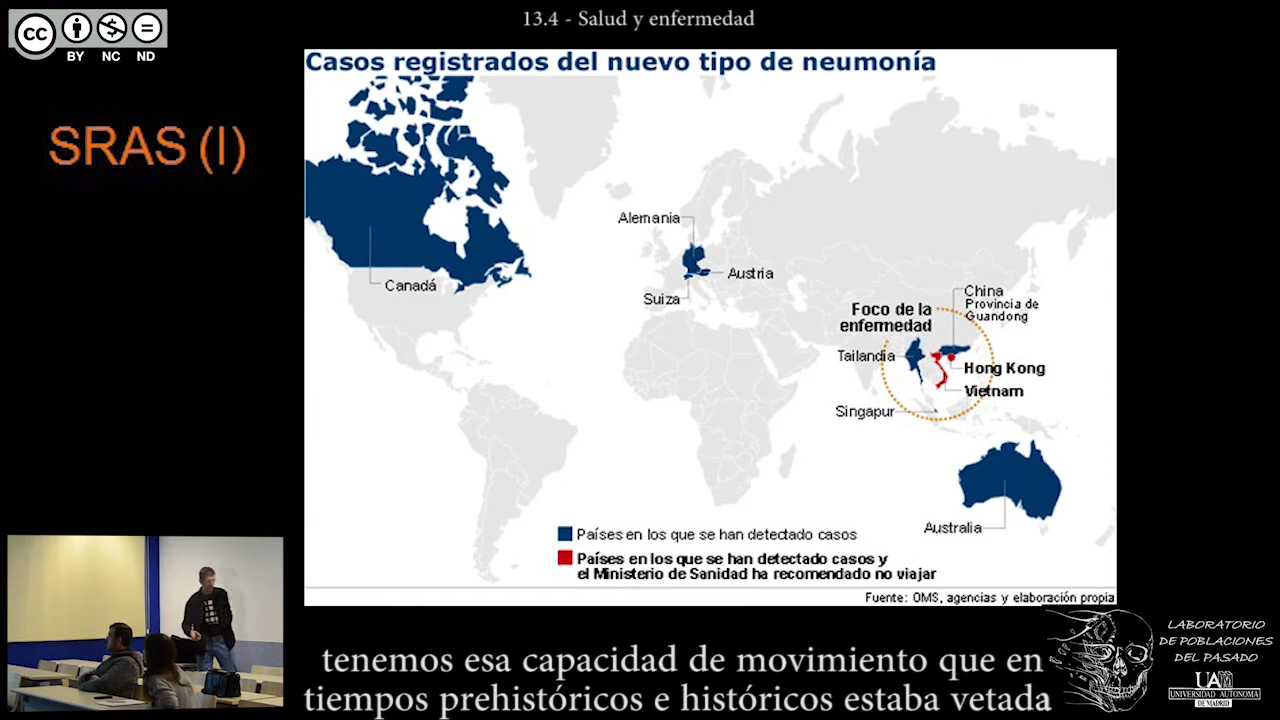 13.4 - Salud y enfermedad
CC
BY NC ND
SRAS (I)
Casos registrados del nuevo tipo de neumonía
Alemania
Austria
Canadá
Suiza
China
Provincia de
Guandong
Foco de la
enfermedad
Tailandia
Hong Kong
Vietnam
Singapur
Australia
Países en los que se han detectado casos
Países en los que se han detectado casos y
el Ministerio de Sanidad ha recomendado no viajar
Fuente: OMS, agencias y elaboración propia
tenemos esa capacidad de movimiento que en
tiempos prehistóricos e históricos estaba vetada
LABORATORIO
DE POBLACIONES
DEL PASADO
UAM
UNIVERSIDAD AUTONOMA
DE MADRID